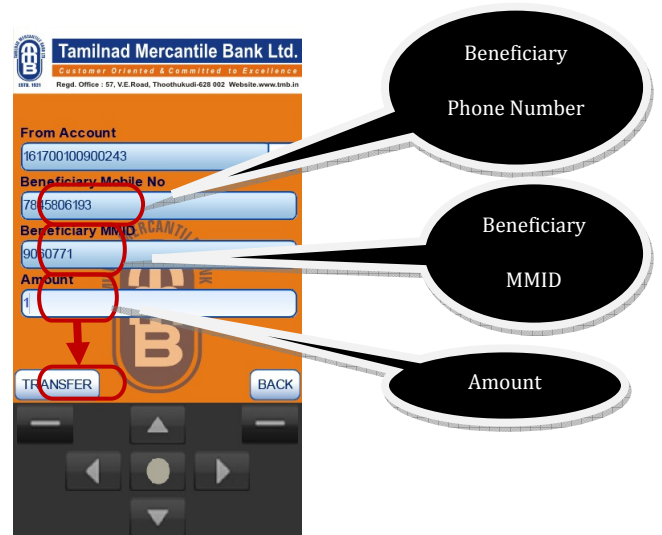 Tamilnad Mercantile Bank Ltd.
Customer Oriented & Committed to Excellence
ESTD. 1921
Regd. Office : 57, V.E.Road, Thoothukudi-628 002 Website.www.tmb.in
From Account
161700100900243
Beneficiary Mobile No
7845806193
Beneficiary MMID
9060771
Amount
1
TRANSFER
BACK
Beneficiary
Phone Number
Beneficiary
MMID
Amount